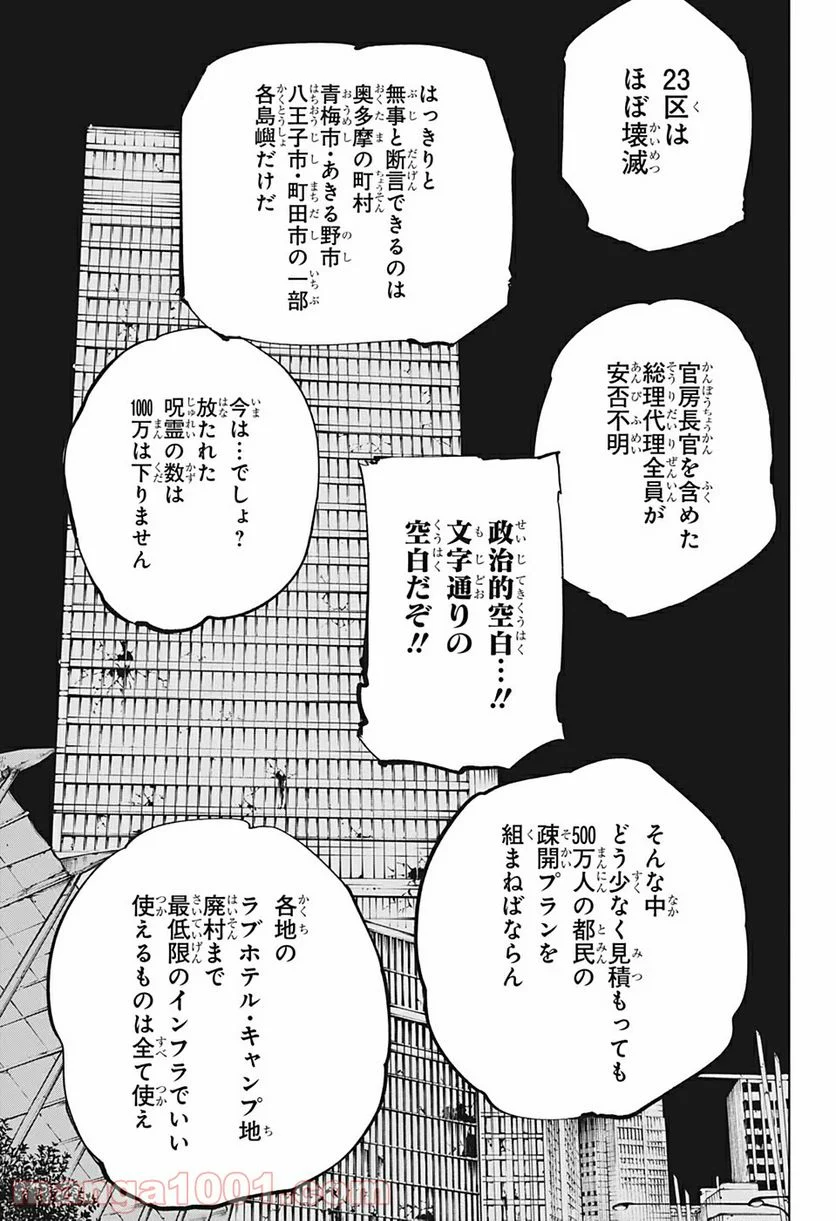 23区は
ほぼ壊滅
はっきりと
無事と断言できるのは
奥多摩の町村
青梅市・あきる野市
八王子市・町田市の一部
各島嶼だけだ
官房長官を含めた
総理代理全員が
安否不明
政治的空白…!!
文字通りの
空白だぞ!!
今は…でしょ?
放たれた
呪霊の数は
1000万は下りません
そんな中
どう少なく見積もっても
500万人の都民の
疎開プランを
組まねばならん
各地の
ラブホテル・キャンプ地
廃村まで
最低限のインフラでいい
使えるものは全て使え
manga1001.com